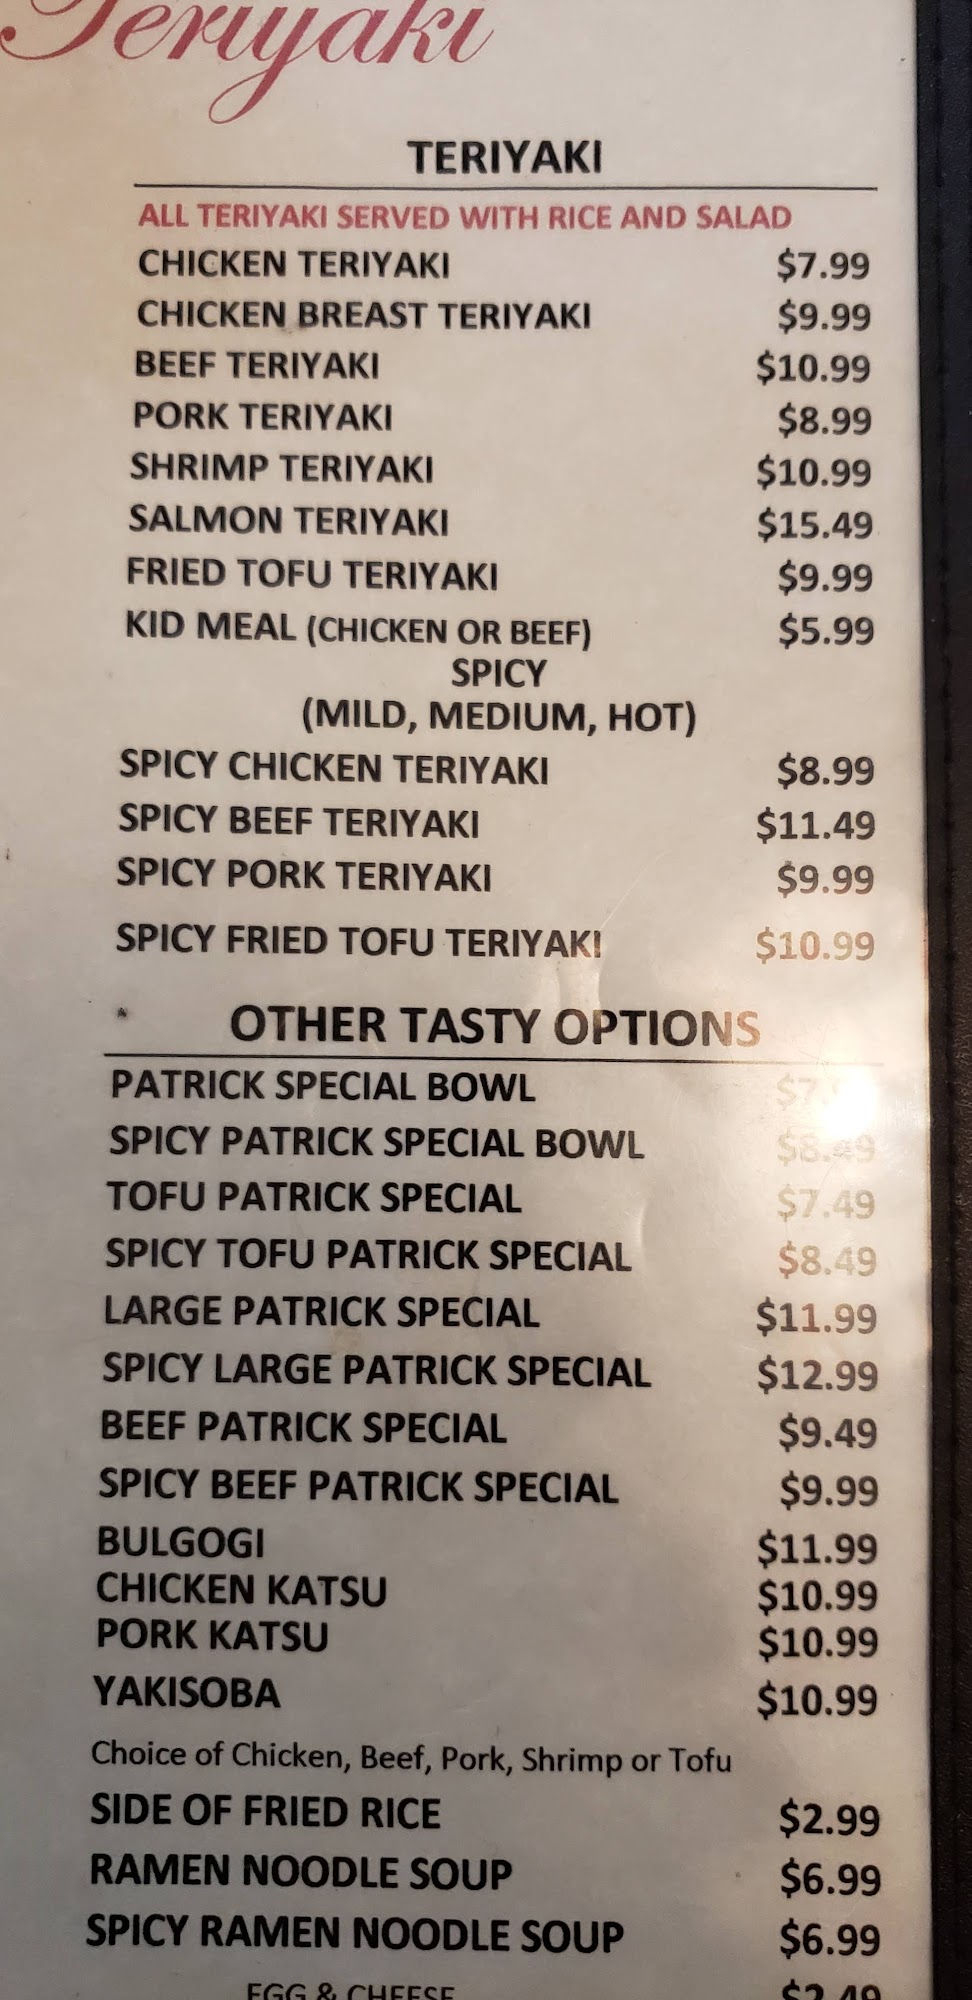 Teriyaki
TERIYAKI
ALL TERIYAKI SERVED WITH RICE AND SALAD
CHICKEN TERIYAKI $7.99
CHICKEN BREAST TERIYAKI $9.99
BEEF TERIYAKI $10.99
PORK TERIYAKI $8.99
SHRIMP TERIYAKI $10.99
SALMON TERIYAKI $15.49
FRIED TOFU TERIYAKI $9.99
KID MEAL (CHICKEN OR BEEF) $5.99
SPICY
(MILD, MEDIUM, HOT)
SPICY CHICKEN TERIYAKI $8.99
SPICY BEEF TERIYAKI $11.49
SPICY PORK TERIYAKI $9.99
SPICY FRIED TOFU TERIYAKI $10.99
OTHER TASTY OPTIONS
PATRICK SPECIAL BOWL
SPICY PATRICK SPECIAL BOWL $8.49
TOFU PATRICK SPECIAL $7.49
SPICY TOFU PATRICK SPECIAL $8.49
LARGE PATRICK SPECIAL $11.99
SPICY LARGE PATRICK SPECIAL $12.99
BEEF PATRICK SPECIAL $9.49
SPICY BEEF PATRICK SPECIAL $9.99
BULGOGI $11.99
CHICKEN KATSU $10.99
PORK KATSU $10.99
YAKISOBA $10.99
Choice of Chicken, Beef, Pork, Shrimp or Tofu
SIDE OF FRIED RICE $2.99
RAMEN NOODLE SOUP $6.99
SPICY RAMEN NOODLE SOUP $6.99
EGG & CHEESE $2.49